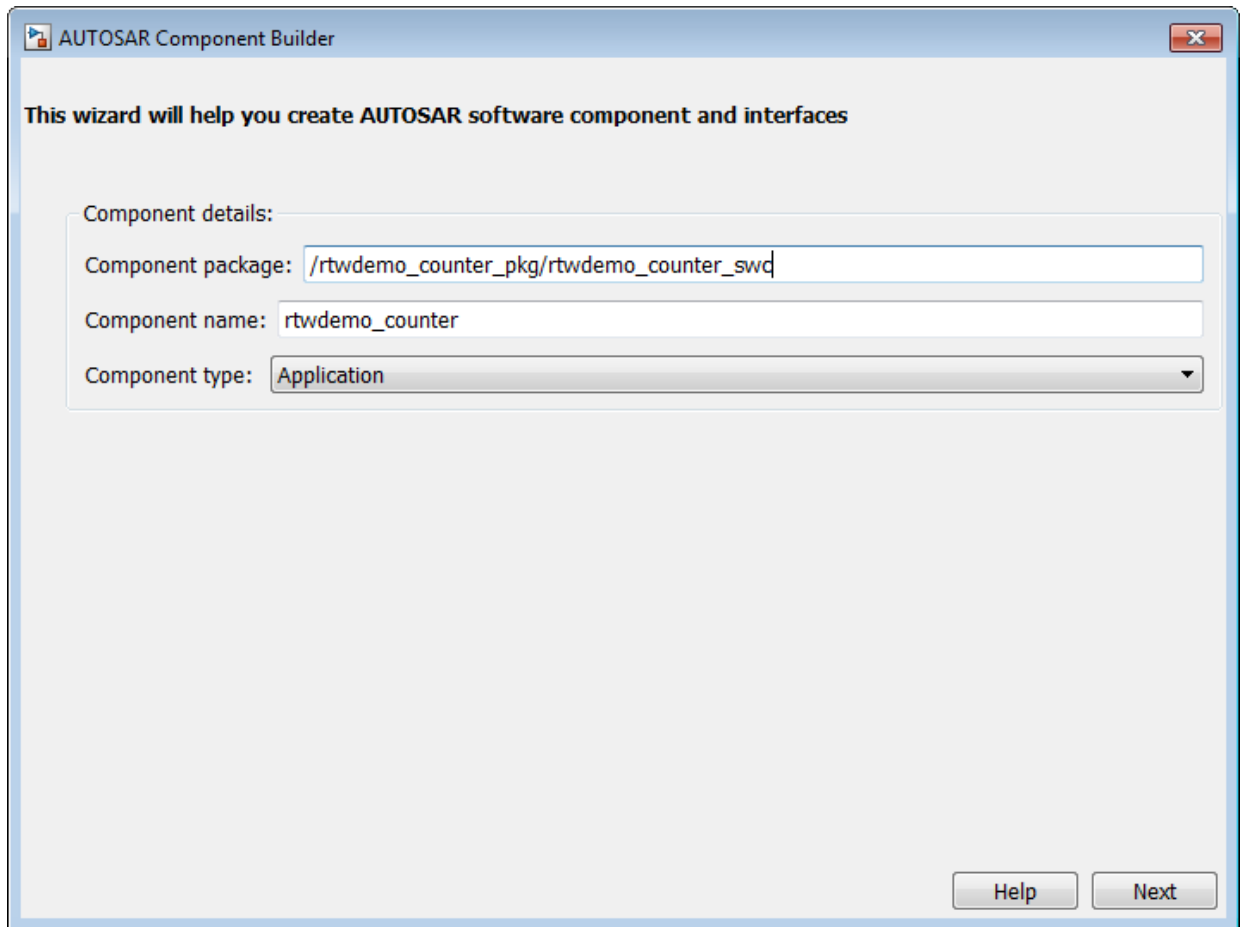 AUTOSAR Component Builder
This wizard will help you create AUTOSAR software component and interfaces
Component details:
Component package: /rtwdemo_counter_pkg/rtwdemo_counter_swc
Component name: rtwdemo_counter
Component type: Application
Help Next